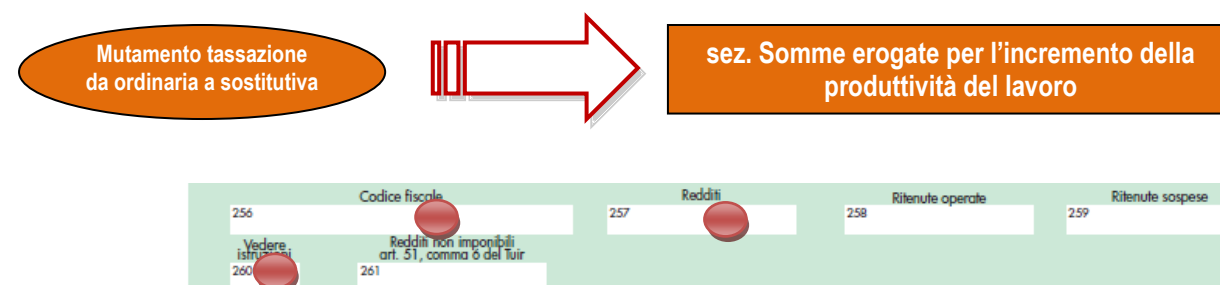 Mutamento tassazione
da ordinaria a sostitutiva
sez. Somme erogate per l'incremento della
produttività del lavoro
Codice fiscale Redditi Ritenute operate Ritenute sospese
256 257 258 259
Vedere
istruzioni
Redditi non imponibili
art. 51, comma 6 del Tuir
260 261